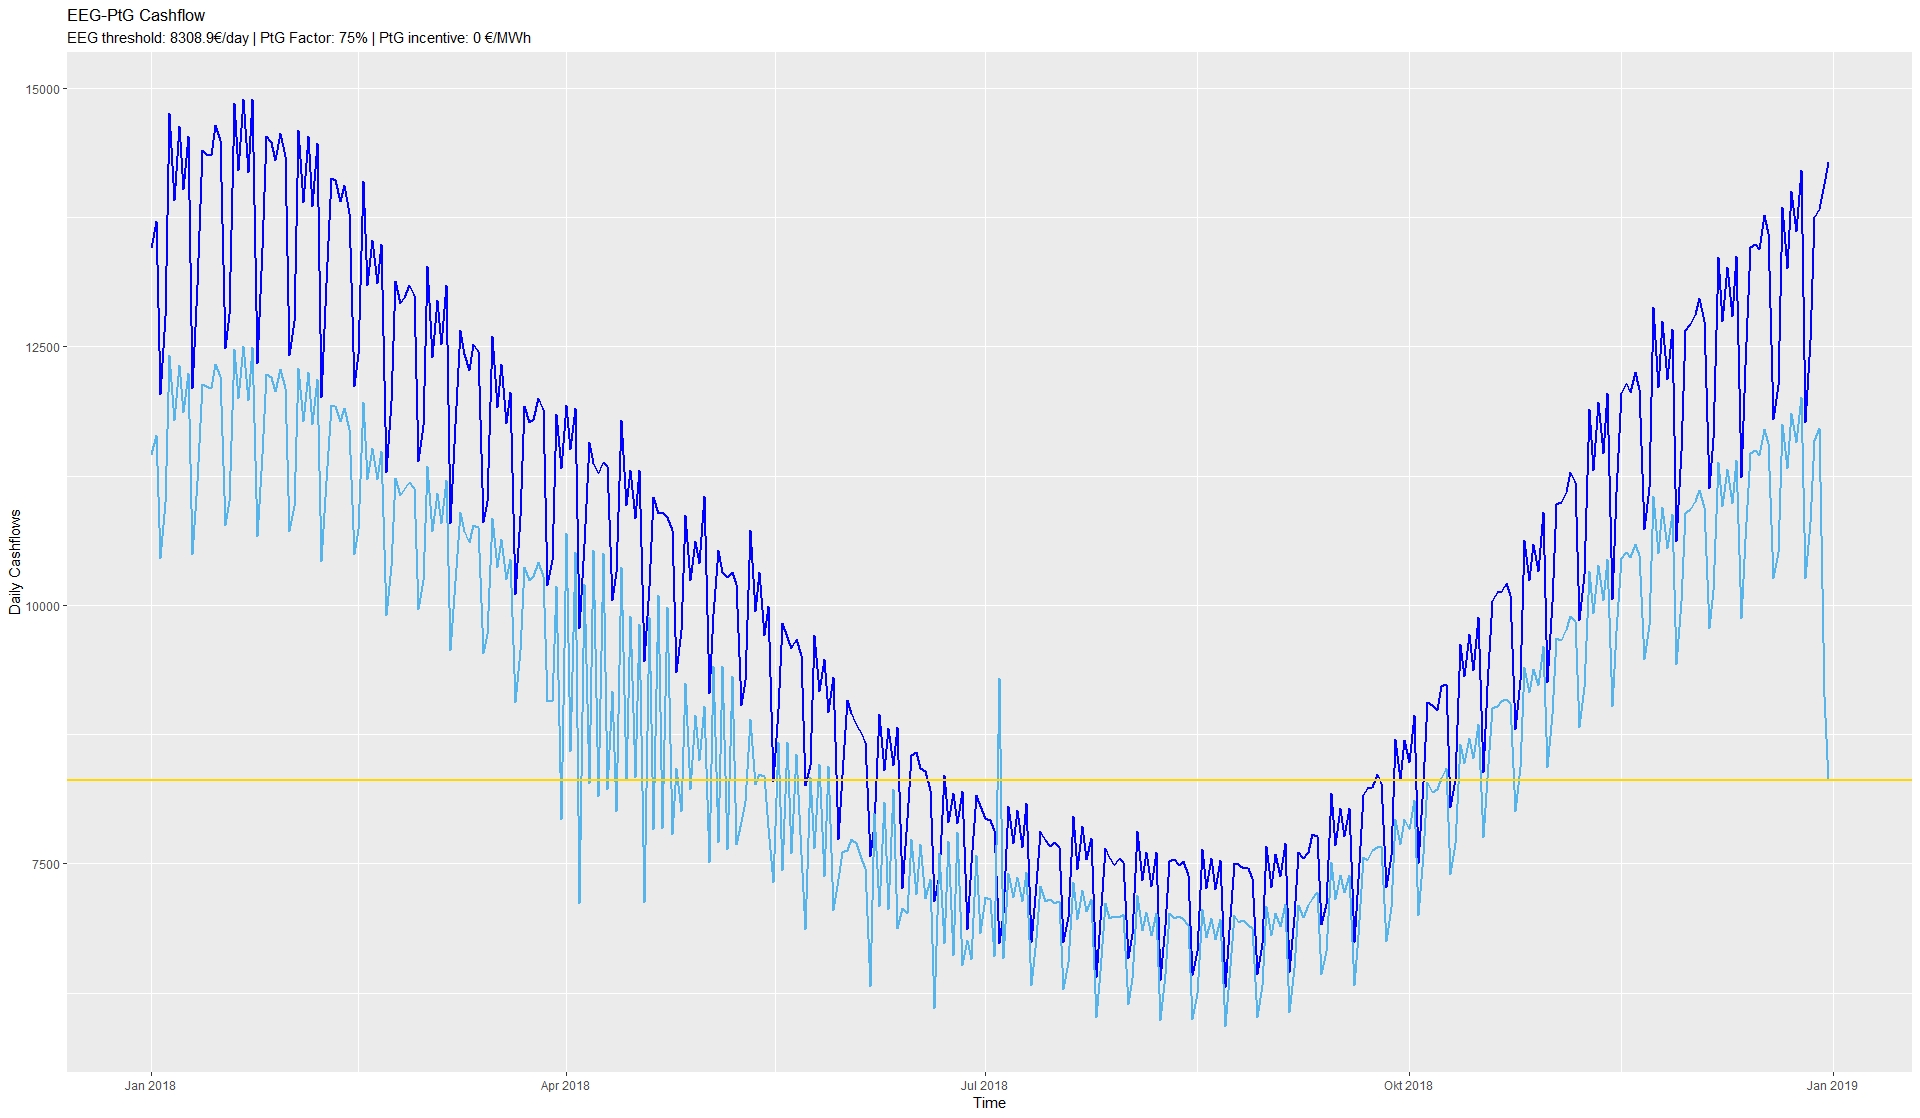 EEG-PtG Cashflow
EEG threshold: 8308.9€/day | PtG Factor: 75% | PtG incentive: 0 €/MWh
Daily Cashflows
15000
12500
10000
7500
Jan 2018
Apr 2018
Jul 2018
Okt 2018
Jan 2019
Time